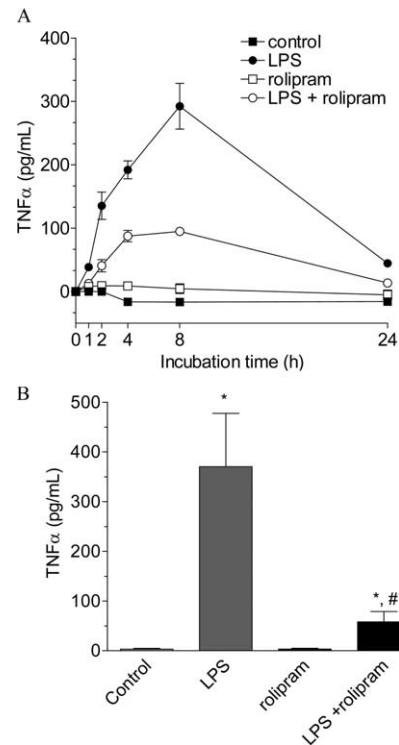 A
400
300
200
100
0
TNFα (pg/mL)
control
LPS
rolipram
LPS + rolipram
0 1 2 4 8 24
Incubation time (h)
B
500
400
300
200
100
0
TNFα (pg/mL)
*
*, #
Control
LPS
rolipram
LPS +rolipram